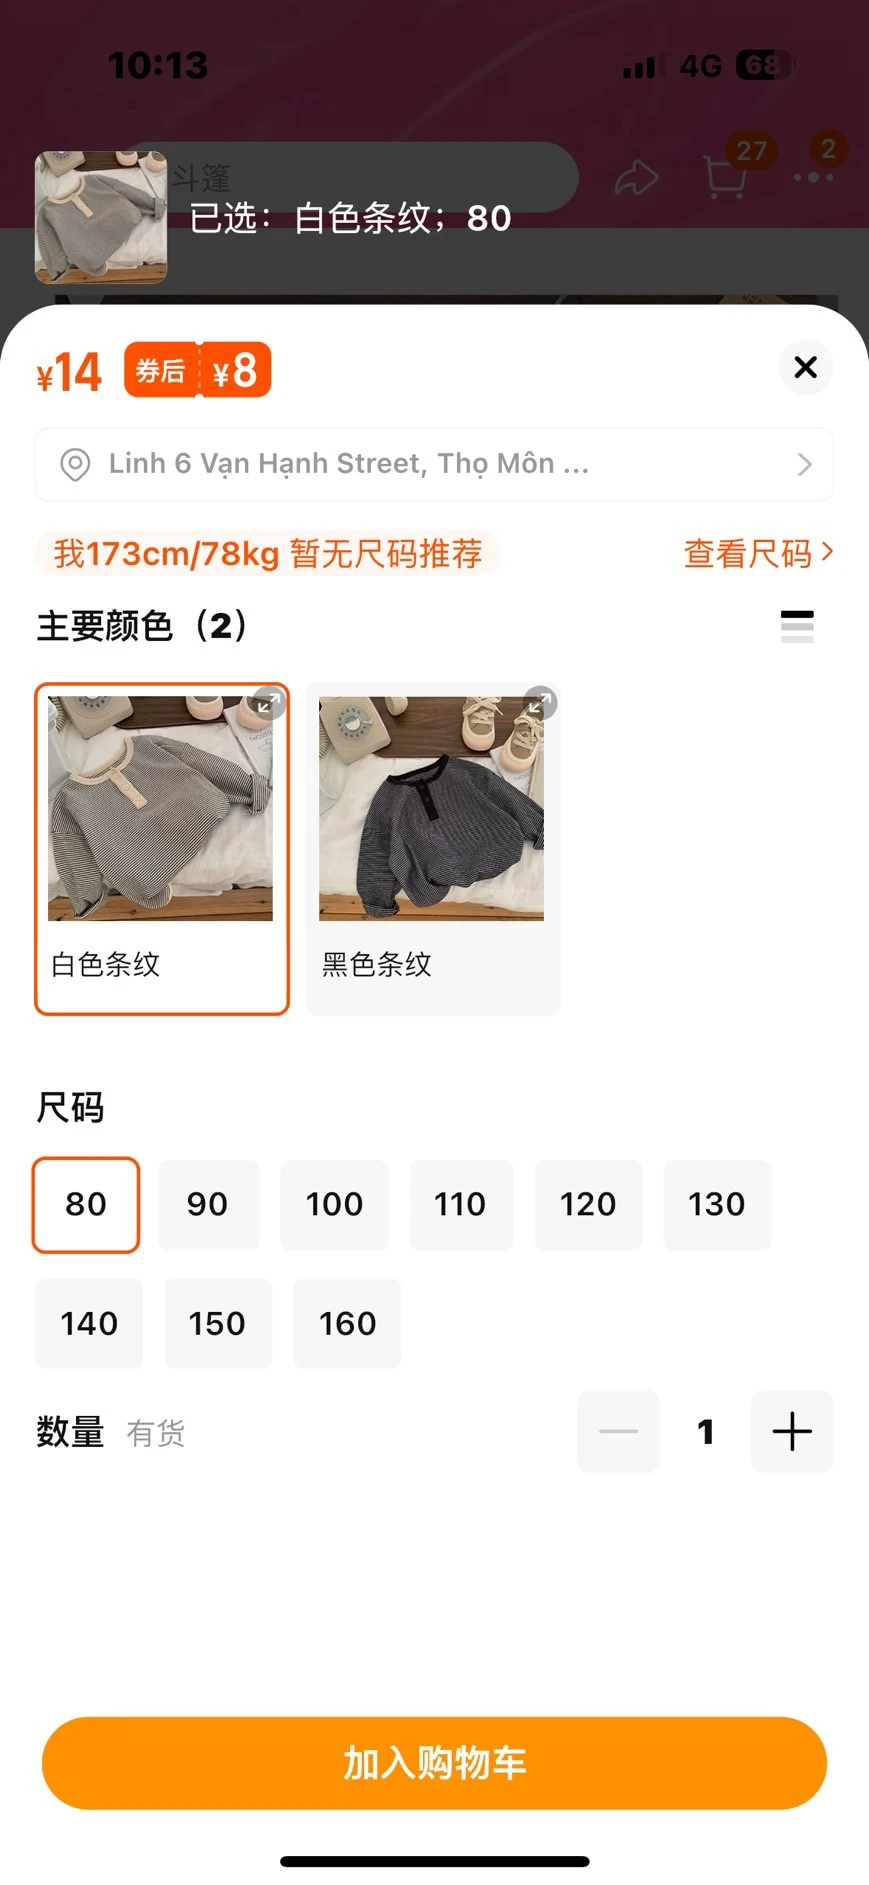 10:13
4G 68
斗篷
27
2
已选：白色条纹；80
¥14 券后 ¥8
Linh 6 Vạn Hạnh Street, Thọ Môn ...
我173cm/78kg 暂无尺码推荐
查看尺码
主要颜色（2）
白色条纹
黑色条纹
尺码
80 90 100 110 120 130
140 150 160
数量 有货
1
加入购物车